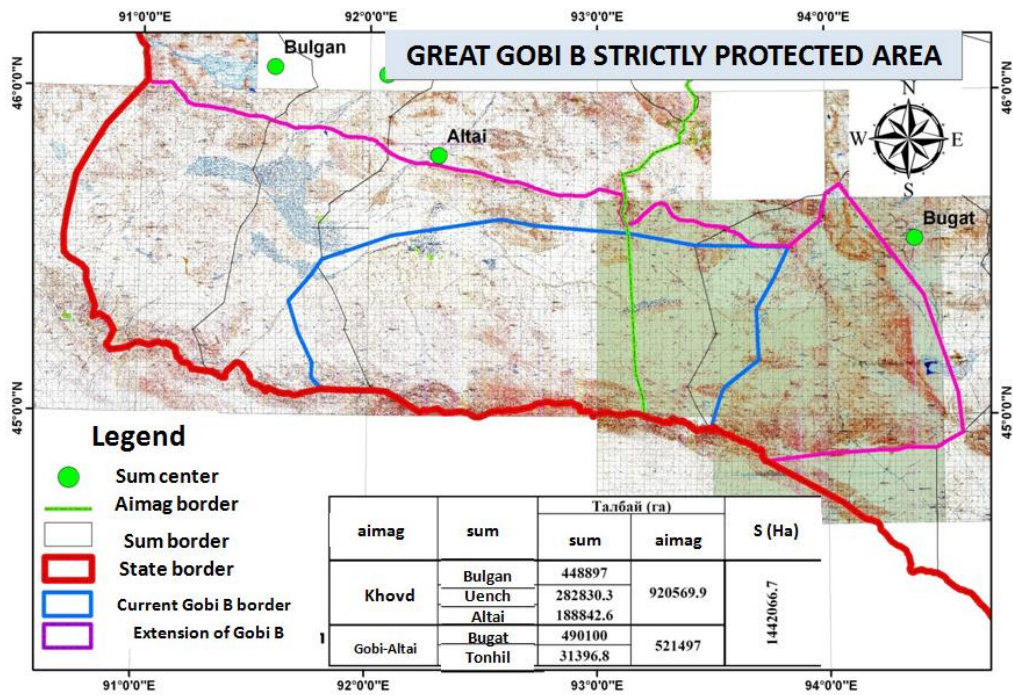 91°0'0"E 92°0'0"E 93°0'0"E 94°0'0"E
GREAT GOBI B STRICTLY PROTECTED AREA
Bulgan
46°0'0"N
46°0'0"N
N
W E
S
Altai
Bugat
45°0'0"N
45°0'0"N
Legend
Sum center
Aimag border
Sum border
State border
Current Gobi B border
Extension of Gobi B
aimag sum Талбай (га) S (Ha)
sum aimag
Khovd Bulgan 448897 920569.9 1442066.7
Uench 282830.3
Altai 188842.6
Gobi-Altai Bugat 490100 521497
Tonhil 31396.8
91°0'0"E 92°0'0"E 93°0'0"E 94°0'0"E